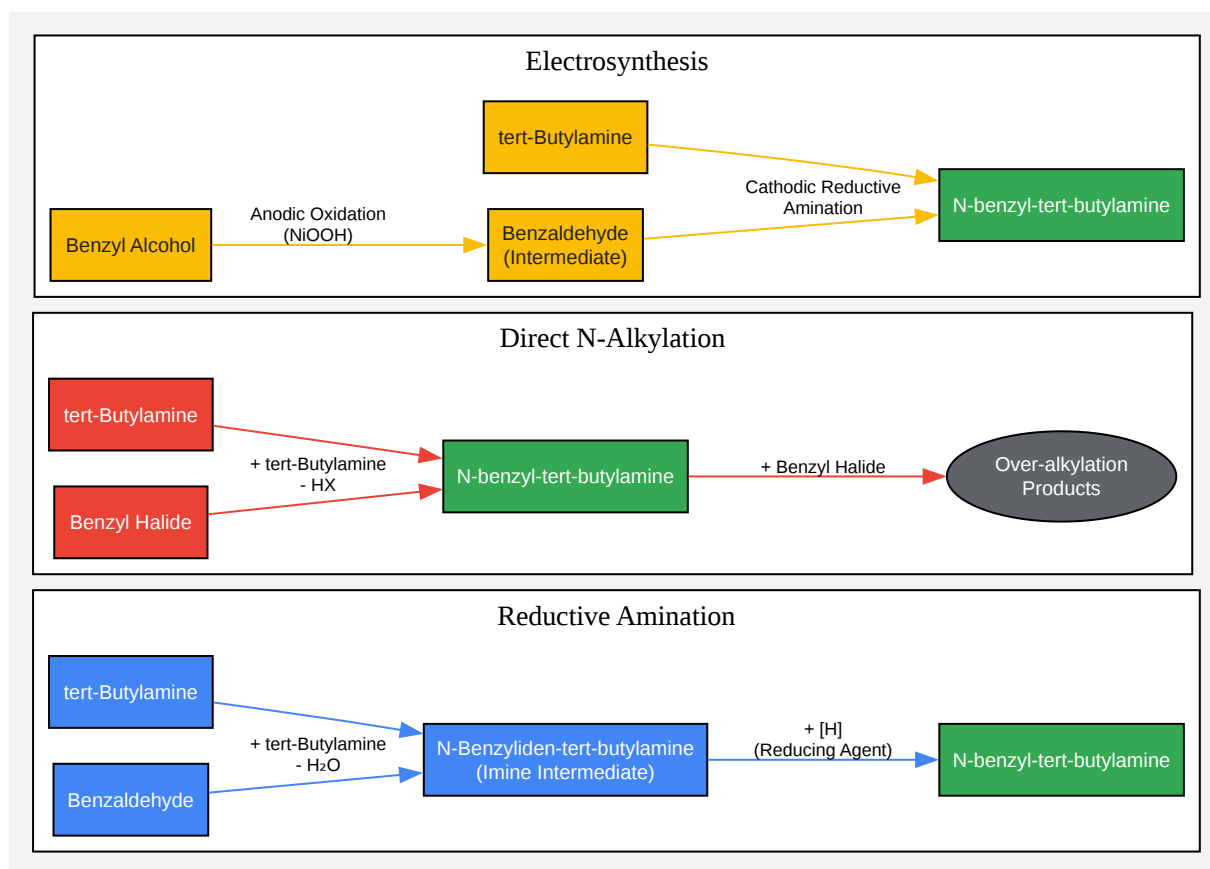 Electrosynthesis
tert-Butylamine
Cathodic Reductive
Amination
N-benzyl-tert-butylamine
Anodic Oxidation
(NiOOH)
Benzyl Alcohol
Benzaldehyde
(Intermediate)
Direct N-Alkylation
tert-Butylamine
+ tert-Butylamine
- HX
Benzyl Halide
N-benzyl-tert-butylamine
+ Benzyl Halide
Over-alkylation
Products
Reductive Amination
tert-Butylamine
+ tert-Butylamine
- H₂O
Benzaldehyde
N-Benzyliden-tert-butylamine
(Imine Intermediate)
+ [H]
(Reducing Agent)
N-benzyl-tert-butylamine